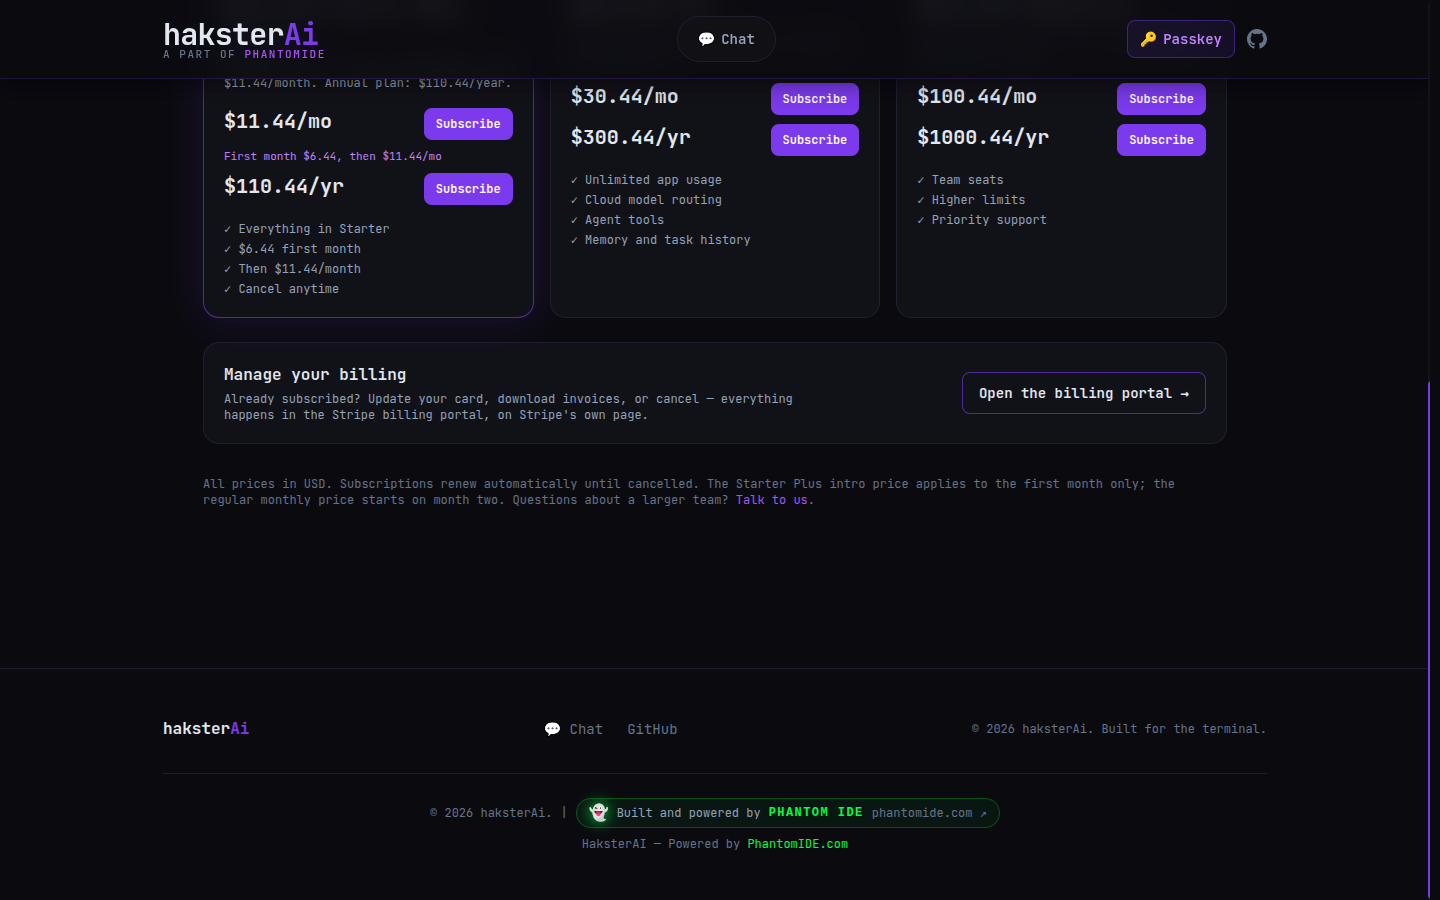 haksterAi
A PART OF PHANTOMIDE
💬 Chat
🔑 Passkey
$11.44/month. Annual plan: $110.44/year.
$11.44/mo
Subscribe
First month $6.44, then $11.44/mo
$110.44/yr
Subscribe
✓ Everything in Starter
✓ $6.44 first month
✓ Then $11.44/month
✓ Cancel anytime
$30.44/mo
Subscribe
$300.44/yr
Subscribe
✓ Unlimited app usage
✓ Cloud model routing
✓ Agent tools
✓ Memory and task history
$100.44/mo
Subscribe
$1000.44/yr
Subscribe
✓ Team seats
✓ Higher limits
✓ Priority support
Manage your billing
Already subscribed? Update your card, download invoices, or cancel — everything
happens in the Stripe billing portal, on Stripe's own page.
Open the billing portal →
All prices in USD. Subscriptions renew automatically until cancelled. The Starter Plus intro price applies to the first month only; the
regular monthly price starts on month two. Questions about a larger team? Talk to us.
haksterAi
💬 Chat
GitHub
© 2026 haksterAi. Built for the terminal.
© 2026 haksterAi. | 👻 Built and powered by PHANTOM IDE phantomide.com ↗
HaksterAI — Powered by PhantomIDE.com